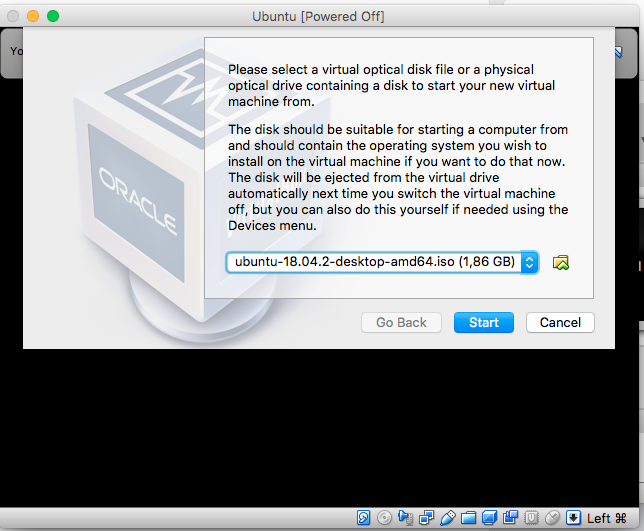 Ubuntu [Powered Off]
Yo
Please select a virtual optical disk file or a physical
optical drive containing a disk to start your new virtual
machine from.
The disk should be suitable for starting a computer from
and should contain the operating system you wish to
install on the virtual machine if you want to do that now.
The disk will be ejected from the virtual drive
automatically next time you switch the virtual machine
off, but you can also do this yourself if needed using the
Devices menu.
ORACLE
ubuntu-18.04.2-desktop-amd64.iso (1,86 GB)
Go Back
Start
Cancel
Left ⌘